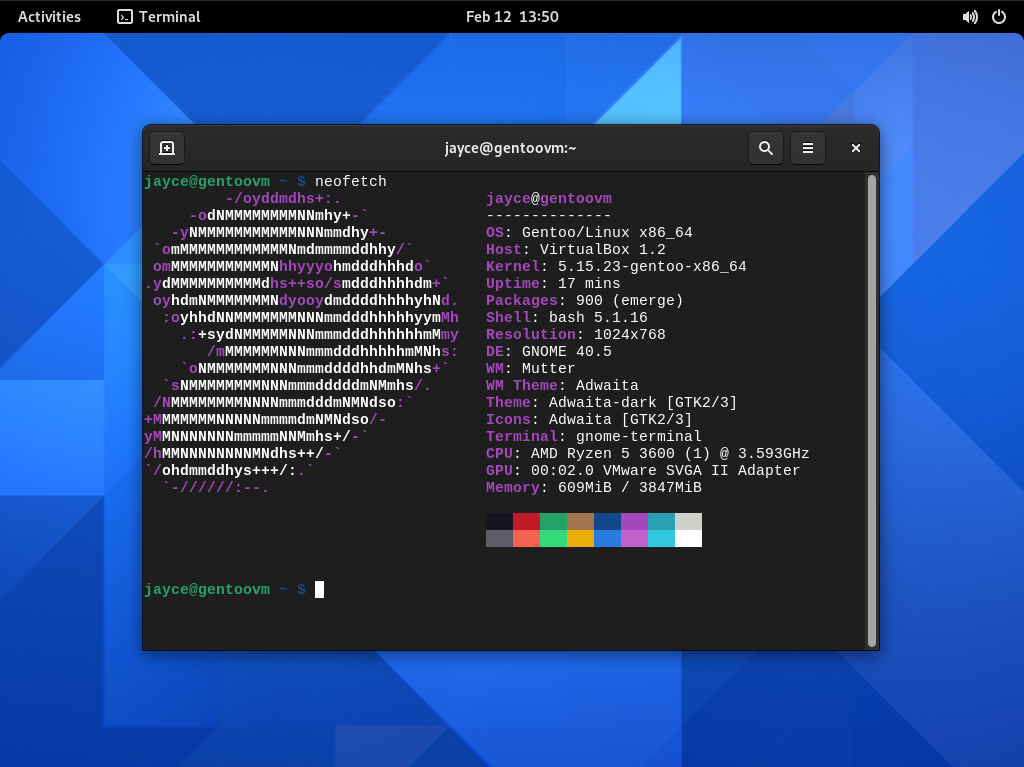 Activities Terminal Feb 12 13:50
jayce@gentoovm:~
jayce@gentoovm ~ $ neofetch
         -/oyddmdhs+:.                jayce@gentoovm
     -odNMMMMMMMMNNmhy+-`             --------------
   -yNMMMMMMMMMMMNNNmmdhy+-           OS: Gentoo/Linux x86_64
 `omMMMMMMMMMMMMNmdmmmmddhhy/`        Host: VirtualBox 1.2
 omMMMMMMMMMMMNhhyyyohmdddhhhdo`      Kernel: 5.15.23-gentoo-x86_64
.ydMMMMMMMMMMdhs++so/smdddhhhhdm+`    Uptime: 17 mins
 oyhdmNMMMMMMMNdyooydmddddhhhhyhNd.   Packages: 900 (emerge)
  :oyhhdNNMMMMMMMNNNmmdddhhhhhyymMh   Shell: bash 5.1.16
    .:+sydNMMMMMNNNmmmdddhhhhhhmMmy   Resolution: 1024x768
       /mMMMMMMNNNmmmdddhhhhhmMNhs:   DE: GNOME 40.5
    `oNMMMMMMMNNNmmmddddhhdmMNhs+`    WM: Mutter
  `sNMMMMMMMMNNNmmmdddddmNMmhs/.      WM Theme: Adwaita
 /NMMMMMMMMNNNNmmmdddmNMNdso:`        Theme: Adwaita-dark [GTK2/3]
+MMMMMMMNNNNNmmmmdmNMNdso/-           Icons: Adwaita [GTK2/3]
yMMNNNNNNNmmmmmNNMmhs+/-`             Terminal: gnome-terminal
/hMMNNNNNNNNMNdhs++/-`                CPU: AMD Ryzen 5 3600 (1) @ 3.593GHz
`/ohdmmddhys+++/:.`                   GPU: 00:02.0 VMware SVGA II Adapter
  `-//////:--.                        Memory: 609MiB / 3847MiB
jayce@gentoovm ~ $